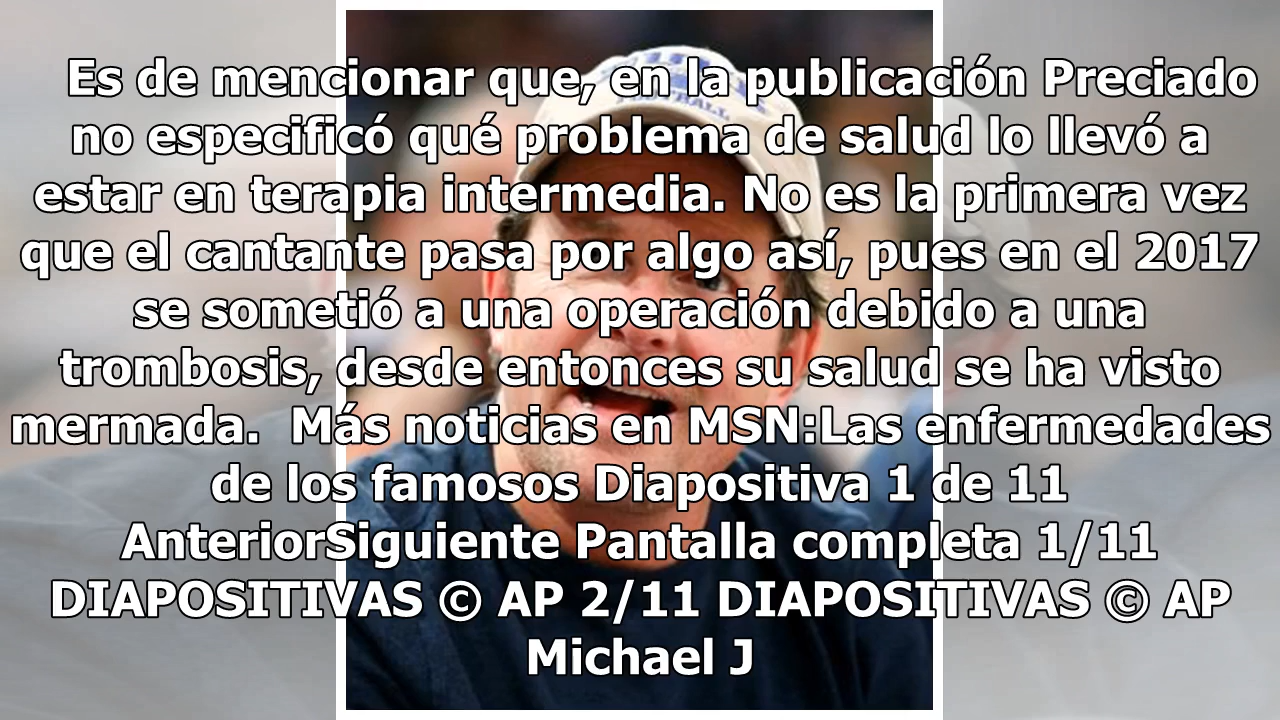 Es de mencionar que, en la publicación Preciado
no especificó qué problema de salud lo llevó a
estar en terapia intermedia. No es la primera vez
que el cantante pasa por algo así, pues en el 2017
se sometió a una operación debido a una
trombosis, desde entonces su salud se ha visto
mermada.  Más noticias en MSN:Las enfermedades
de los famosos Diapositiva 1 de 11
AnteriorSiguiente Pantalla completa 1/11
DIAPOSITIVAS © AP 2/11 DIAPOSITIVAS © AP
Michael J